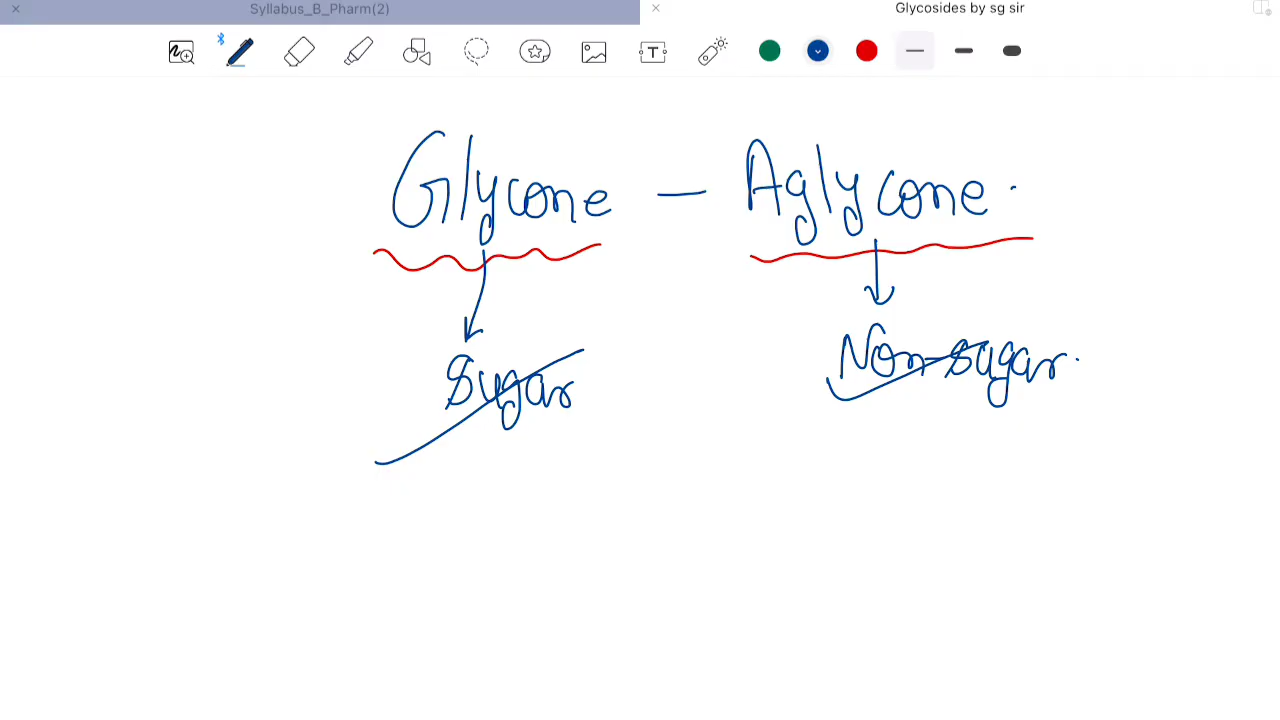 Syllabus_B_Pharm(2) Glycosides by sg sir
T
Glycone — Aglycone.
Sugar Non-sugar.